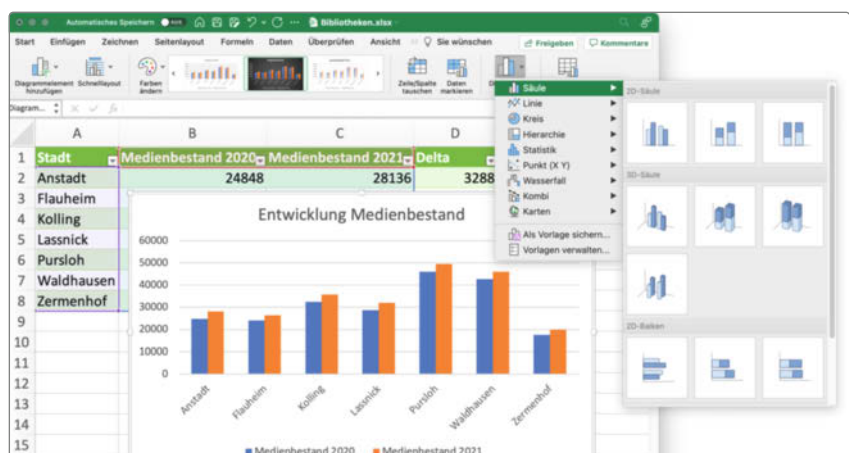 Automatisches Speichern
Bibliotheken.xlsx
Start Einfügen Zeichnen Seitenlayout Formeln Daten Überprüfen Ansicht Sie wünschen
Freigeben Kommentare
Diagrammelement hinzufügen
Schnelllayout
Farben ändern
Zeile/Spalte tauschen
Daten markieren
Diagram...
A B C D
1 Stadt Medienbestand 2020 Medienbestand 2021 Delta
2 Anstadt 24848 28136 3288
3 Flauheim
4 Kolling
5 Lassnick
6 Pursloh
7 Waldhausen
8 Zermenhof
9
10
11
12
13
14
15
Entwicklung Medienbestand
60000
50000
40000
30000
20000
10000
0
Anstadt Flauheim Kolling Lassnick Pursloh Waldhausen Zermenhof
Medienbestand 2020 Medienbestand 2021
Säule
Linie
Kreis
Hierarchie
Statistik
Punkt (X Y)
Wasserfall
Kombi
Karten
Als Vorlage sichern...
Vorlagen verwalten...
2D-Säule
3D-Säule
2D-Balken